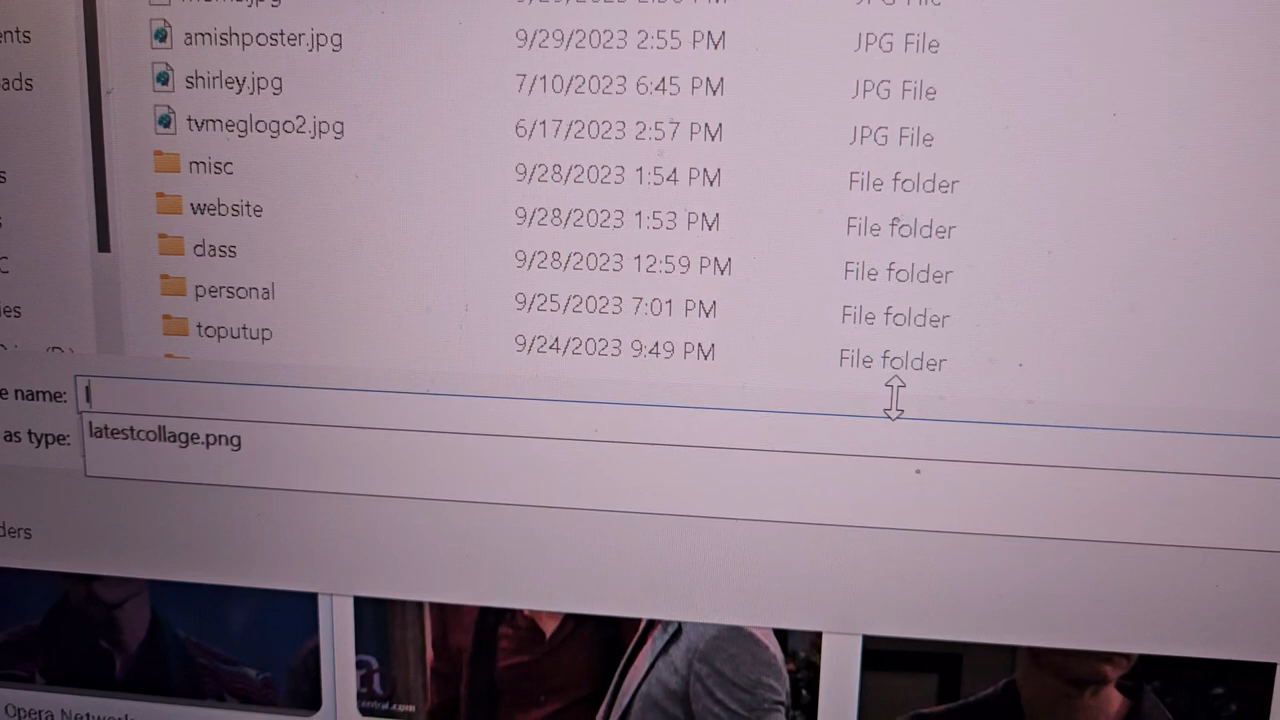 ents
amishposter.jpg 9/29/2023 2:55 PM JPG File
ads
shirley.jpg 7/10/2023 6:45 PM JPG File
tvmeglogo2.jpg 6/17/2023 2:57 PM JPG File
misc 9/28/2023 1:54 PM File folder
website 9/28/2023 1:53 PM File folder
dass 9/28/2023 12:59 PM File folder
personal 9/25/2023 7:01 PM File folder
ies
toputup 9/24/2023 9:49 PM File folder
e name: l
as type:
latestcollage.png
ders
central.com
Opera Network